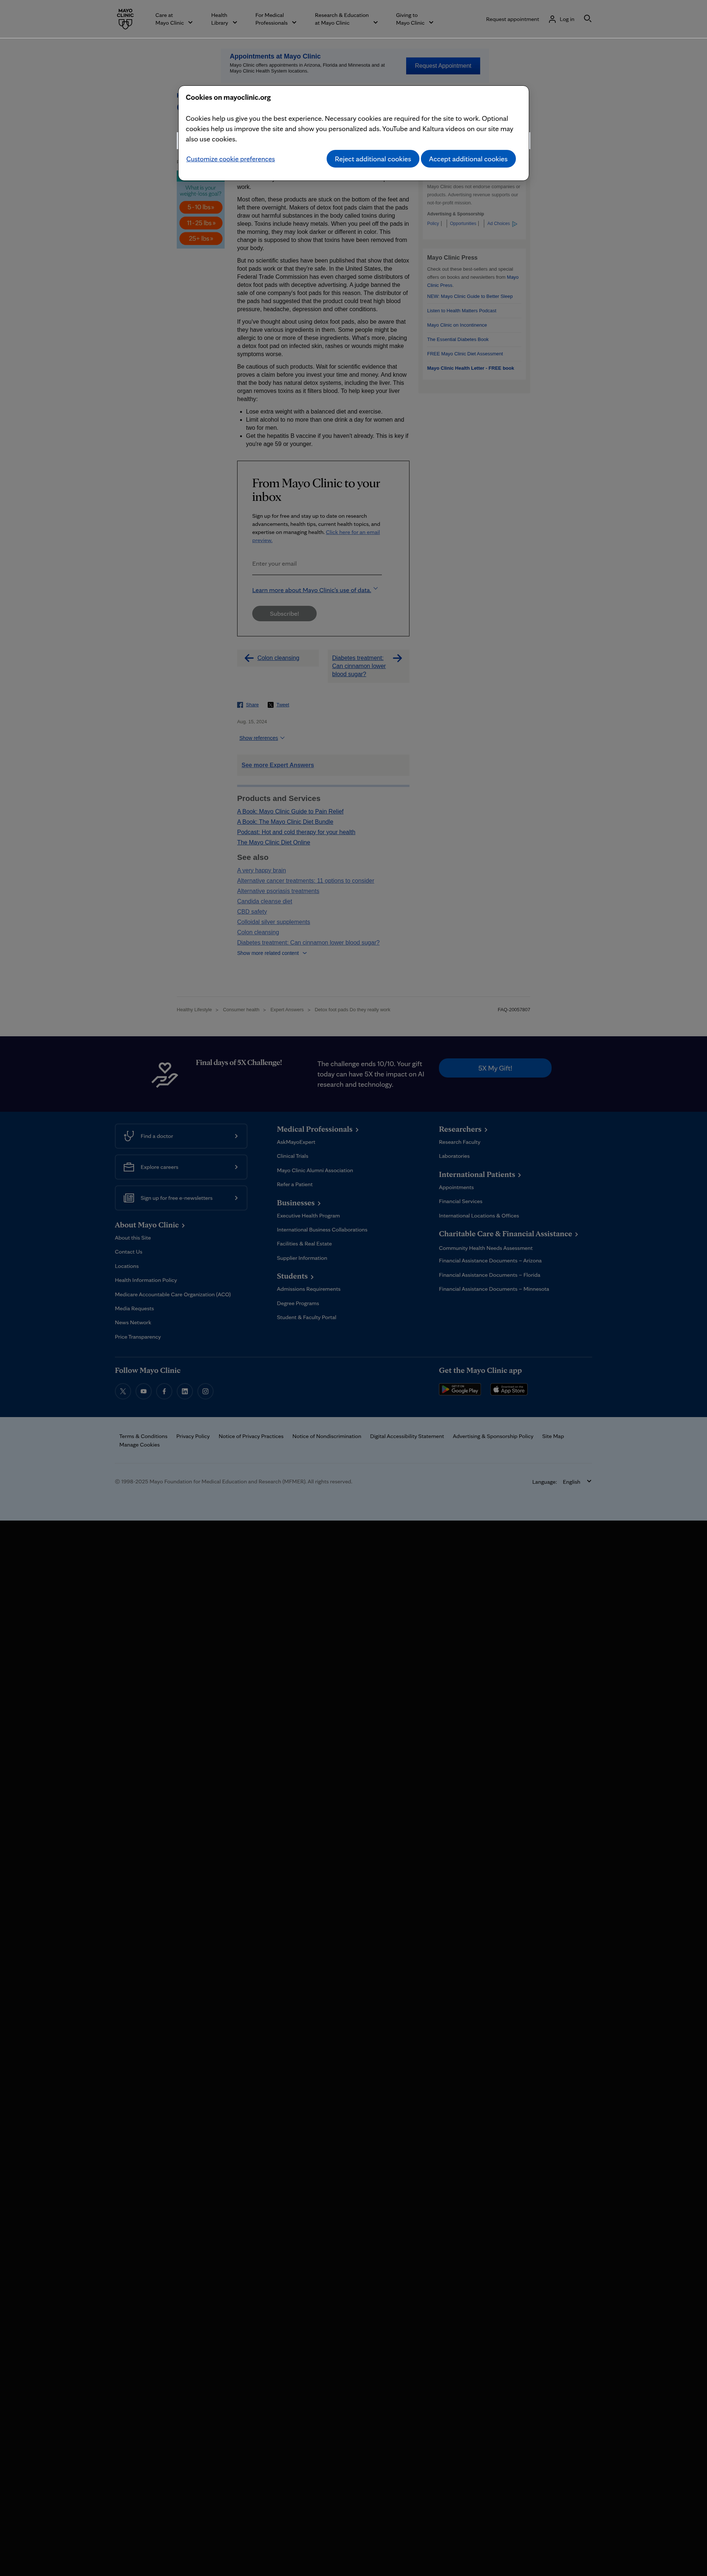 MAYO
CLINIC
Care at
Mayo Clinic
Health
Library
For Medical
Professionals
Research & Education
at Mayo Clinic
Giving to
Mayo Clinic
Request appointment
Log in
Appointments at Mayo Clinic
Mayo Clinic offers appointments in Arizona, Florida and Minnesota and at
Mayo Clinic Health System locations.
Request Appointment
Cookies on mayoclinic.org
Cookies help us give you the best experience. Necessary cookies are required for the site to work. Optional
cookies help us improve the site and show you personalized ads. YouTube and Kaltura videos on our site may
also use cookies.
Customize cookie preferences
Reject additional cookies
Accept additional cookies
What is your
weight loss goal?
5-10 lbs »
11-25 lbs »
25+ lbs »
work.
Most often, these products are stuck on the bottom of the feet and
left there overnight. Makers of detox foot pads claim that the pads
draw out harmful substances in the body called toxins during
sleep. Toxins include heavy metals. When you peel off the pads in
the morning, they may look darker or different in color. This
change is supposed to show that toxins have been removed from
your body.
But no scientific studies have been published that show that detox
foot pads work or that they're safe. In the United States, the
Federal Trade Commission has even charged some distributors of
detox foot pads with deceptive advertising. A judge banned the
sale of one company's foot pads for this reason. The distributor of
the pads had suggested that the product could treat high blood
pressure, headache, depression and other conditions.
If you've thought about using detox foot pads, also be aware that
they have various ingredients in them. Some people might be
allergic to one or more of these ingredients. What's more, placing
a detox foot pad on infected skin, rashes or wounds might make
symptoms worse.
Be cautious of such products. Wait for scientific evidence that
proves a claim before you invest your time and money. And know
that the body has natural detox systems, including the liver. This
organ removes toxins as it filters blood. To help keep your liver
healthy:
• Lose extra weight with a balanced diet and exercise.
• Limit alcohol to no more than one drink a day for women and
two for men.
• Get the hepatitis B vaccine if you haven't already. This is key if
you're age 59 or younger.
Mayo Clinic does not endorse companies or
products. Advertising revenue supports our
not-for-profit mission.
Advertising & Sponsorship
Policy | Opportunities | Ad Choices
Mayo Clinic Press
Check out these best-sellers and special
offers on books and newsletters from Mayo
Clinic Press.
NEW: Mayo Clinic Guide to Better Sleep
Listen to Health Matters Podcast
Mayo Clinic on Incontinence
The Essential Diabetes Book
FREE Mayo Clinic Diet Assessment
Mayo Clinic Health Letter - FREE book
From Mayo Clinic to your
inbox
Sign up for free and stay up to date on research
advancements, health tips, current health topics, and
expertise on managing health. Click here for an email
preview.
Enter your email
Learn more about Mayo Clinic's use of data.
Subscribe!
Colon cleansing
Diabetes treatment:
Can cinnamon lower
blood sugar?
Share
Tweet
Show references
See more Expert Answers
Products and Services
A Book: Mayo Clinic Guide to Pain Relief
A Book: The Mayo Clinic Diet Bundle
Podcast: Hot and cold therapy for your health
The Mayo Clinic Diet Online
See also
A very happy brain
Alternative cancer treatments: 11 options to consider
Alternative psoriasis treatments
Candida cleanse diet
CBD safety
Colloidal silver supplements
Colon cleansing
Diabetes treatment: Can cinnamon lower blood sugar?
Show more related content
Healthy Lifestyle > Consumer health > Expert Answers > Detox foot pads Do they really work
Final days of 5X Challenge!
The challenge ends 10/10. Your gift
today can have 5X the impact on AI
research and technology.
5X My Gift!
Find a doctor
Explore careers
Sign up for free e-newsletters
About Mayo Clinic
About this Site
Contact Us
Locations
Health Information Policy
Medicare Accountable Care Organization (ACO)
Media Requests
News Network
Price Transparency
Medical Professionals
AskMayoExpert
Clinical Trials
Mayo Clinic Alumni Association
Refer a Patient
Businesses
Executive Health Program
International Business Collaborations
Facilities & Real Estate
Supplier Information
Students
Admissions Requirements
Degree Programs
Student & Faculty Portal
Researchers
Research Faculty
Laboratories
International Patients
Appointments
Financial Services
International Locations & Offices
Charitable Care & Financial Assistance
Community Health Needs Assessment
Financial Assistance Documents – Arizona
Financial Assistance Documents – Florida
Financial Assistance Documents – Minnesota
Follow Mayo Clinic
Get the Mayo Clinic app
Google Play
App Store
Terms & Conditions
Privacy Policy
Notice of Privacy Practices
Notice of Nondiscrimination
Digital Accessibility Statement
Advertising & Sponsorship Policy
Site Map
Manage Cookies
© 1998-2025 Mayo Foundation for Medical Education and Research (MFMER). All rights reserved.
Language: English